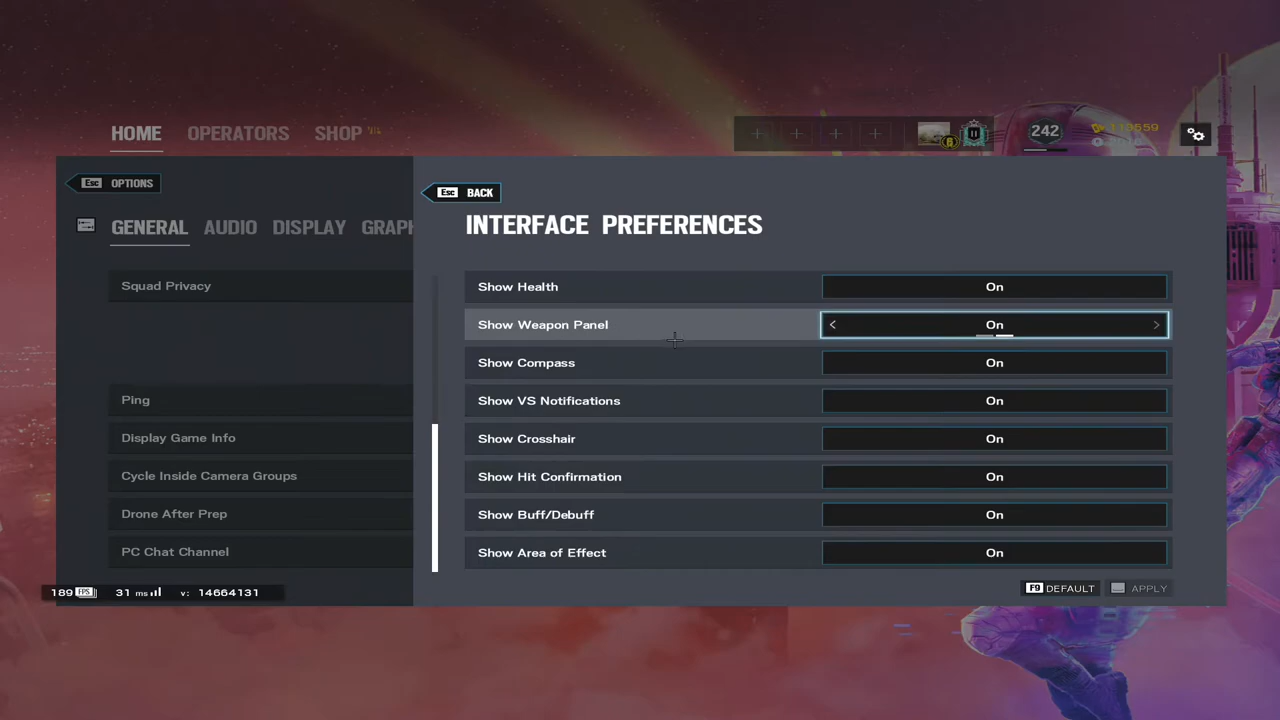 HOME OPERATORS SHOP
242
Esc OPTIONS
Esc BACK
GENERAL AUDIO DISPLAY GRAPH
INTERFACE PREFERENCES
Squad Privacy
Ping
Display Game Info
Cycle Inside Camera Groups
Drone After Prep
PC Chat Channel
Show Health On
Show Weapon Panel < On >
Show Compass On
Show VS Notifications On
Show Crosshair On
Show Hit Confirmation On
Show Buff/Debuff On
Show Area of Effect On
F9 DEFAULT APPLY
189 FPS 31 ms v: 14664131